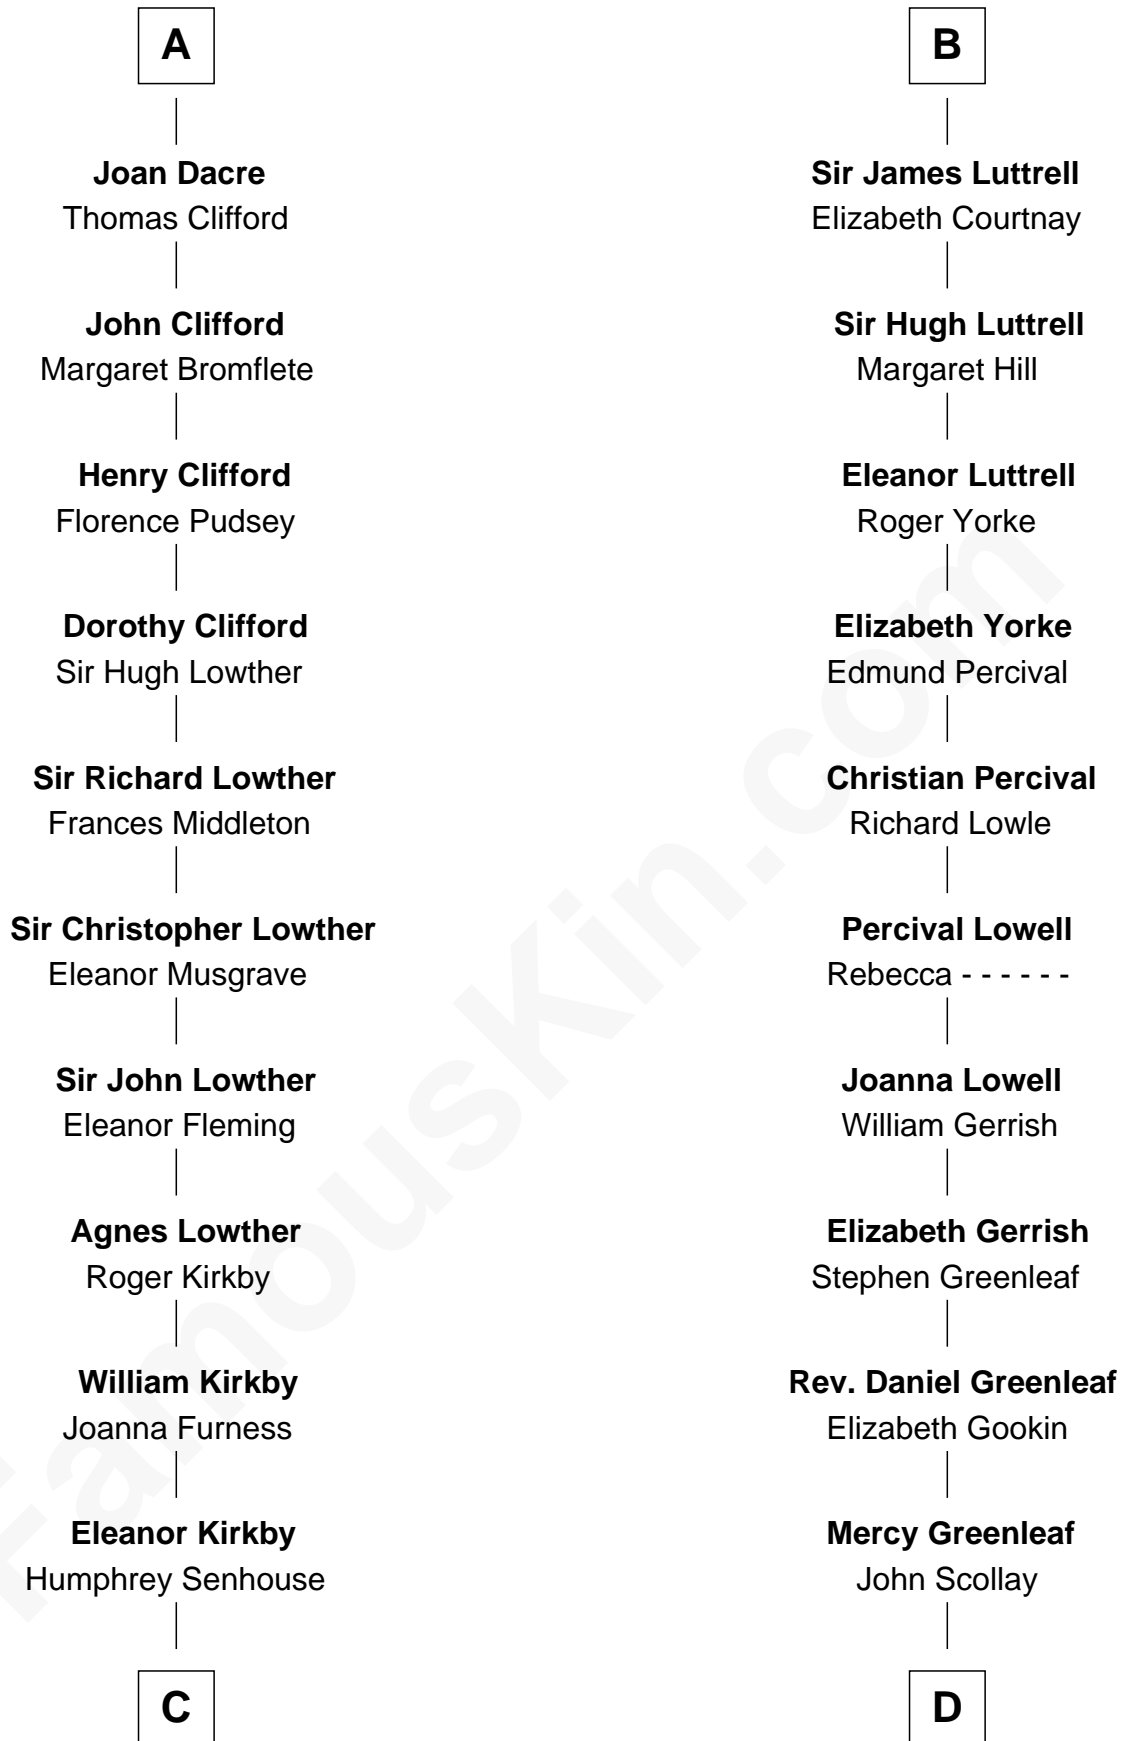 A
Joan Dacre
Thomas Clifford
John Clifford
Margaret Bromflete
Henry Clifford
Florence Pudsey
Dorothy Clifford
Sir Hugh Lowther
Sir Richard Lowther
Frances Middleton
Sir Christopher Lowther
Eleanor Musgrave
Sir John Lowther
Eleanor Fleming
Agnes Lowther
Roger Kirkby
William Kirkby
Joanna Furness
Eleanor Kirkby
Humphrey Senhouse
C
B
Sir James Luttrell
Elizabeth Courtnay
Sir Hugh Luttrell
Margaret Hill
Eleanor Luttrell
Roger Yorke
Elizabeth Yorke
Edmund Percival
Christian Percival
Richard Lowle
Percival Lowell
Rebecca - - - - - -
Joanna Lowell
William Gerrish
Elizabeth Gerrish
Stephen Greenleaf
Rev. Daniel Greenleaf
Elizabeth Gookin
Mercy Greenleaf
John Scollay
D
FamousKin.com